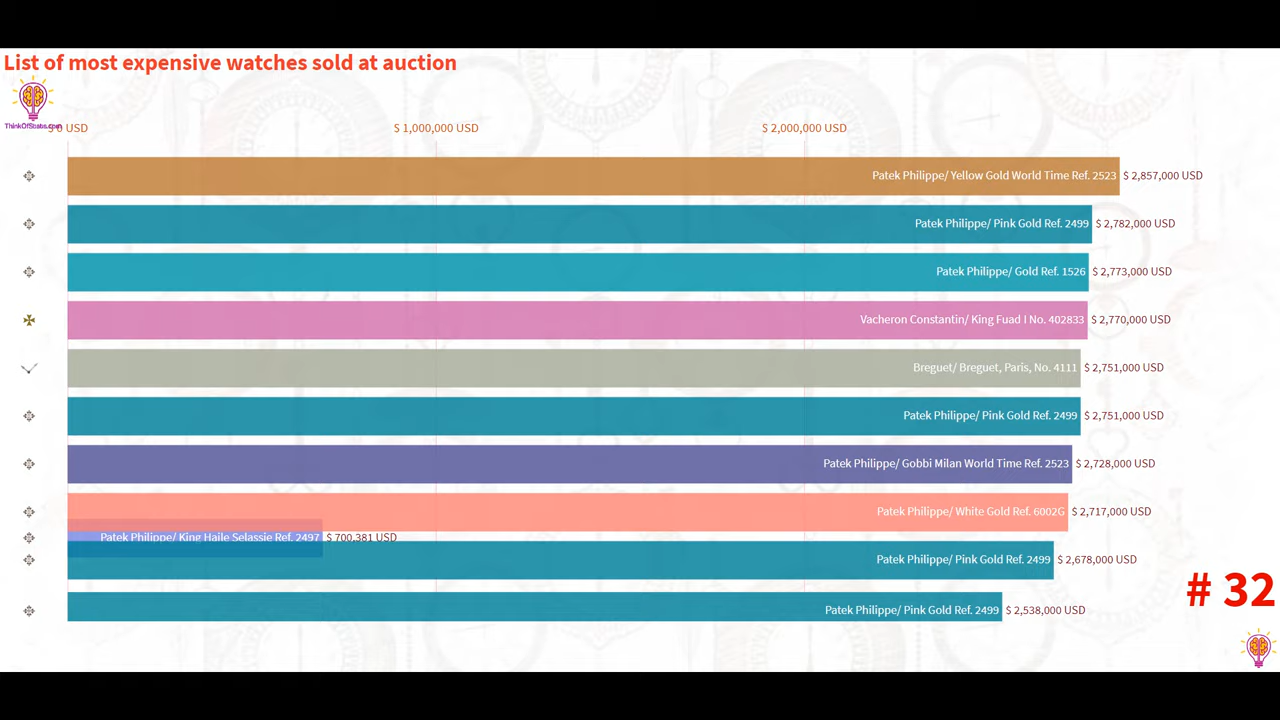 List of most expensive watches sold at auction
ThinkOfStats.com
$ 0 USD
$ 1,000,000 USD
$ 2,000,000 USD
Patek Philippe/ Yellow Gold World Time Ref. 2523 $ 2,857,000 USD
Patek Philippe/ Pink Gold Ref. 2499 $ 2,782,000 USD
Patek Philippe/ Gold Ref. 1526 $ 2,773,000 USD
Vacheron Constantin/ King Fuad I No. 402833 $ 2,770,000 USD
Breguet/ Breguet, Paris, No. 4111 $ 2,751,000 USD
Patek Philippe/ Pink Gold Ref. 2499 $ 2,751,000 USD
Patek Philippe/ Gobbi Milan World Time Ref. 2523 $ 2,728,000 USD
Patek Philippe/ White Gold Ref. 6002G $ 2,717,000 USD
Patek Philippe/ King Haile Selassie Ref. 2497 $ 700,381 USD
Patek Philippe/ Pink Gold Ref. 2499 $ 2,678,000 USD
# 32
Patek Philippe/ Pink Gold Ref. 2499 $ 2,538,000 USD